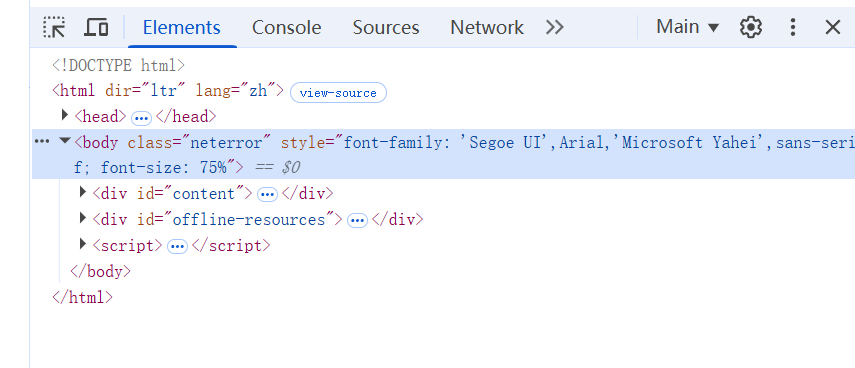 Elements Console Sources Network Main
<!DOCTYPE html>
<html dir="ltr" lang="zh"> view-source
<head> ••• </head>
••• <body class="neterror" style="font-family: 'Segoe UI',Arial,'Microsoft Yahei',sans-seri
f; font-size: 75%"> == $0
<div id="content"> ••• </div>
<div id="offline-resources"> ••• </div>
<script> ••• </script>
</body>
</html>